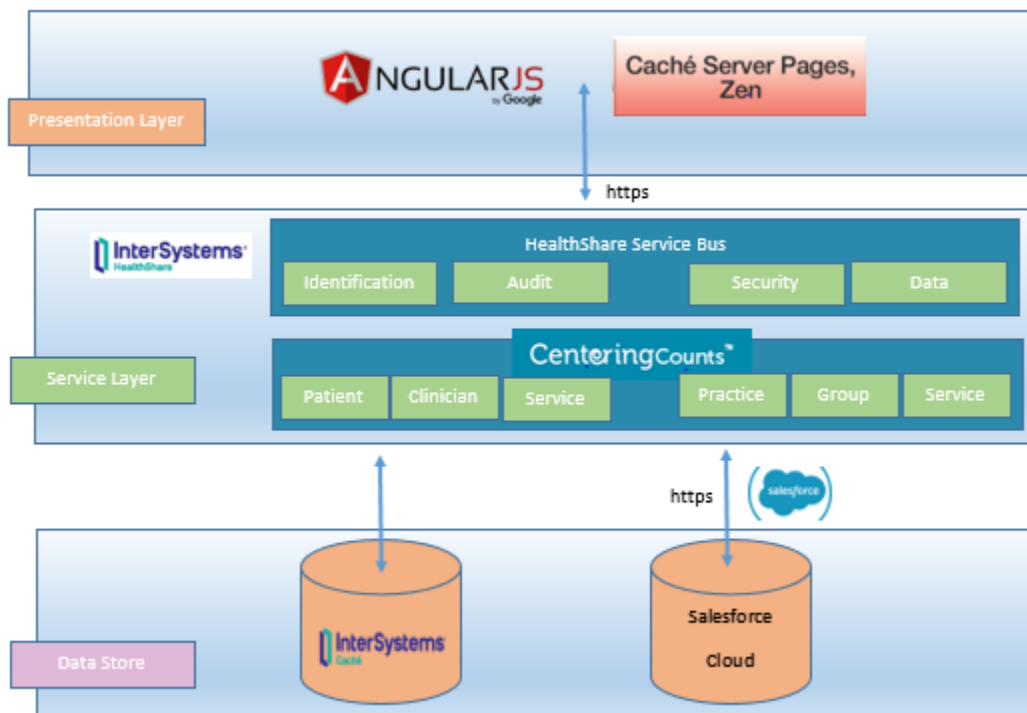 ANGULARJS
by Google
Caché Server Pages,
Zen
Presentation Layer
https
InterSystems
HealthShare
HealthShare Service Bus
Identification
Audit
Security
Data
CenteringCounts™
Service Layer
Patient
Clinician
Service
Practice
Group
Service
https
salesforce
InterSystems
Caché
Salesforce
Cloud
Data Store